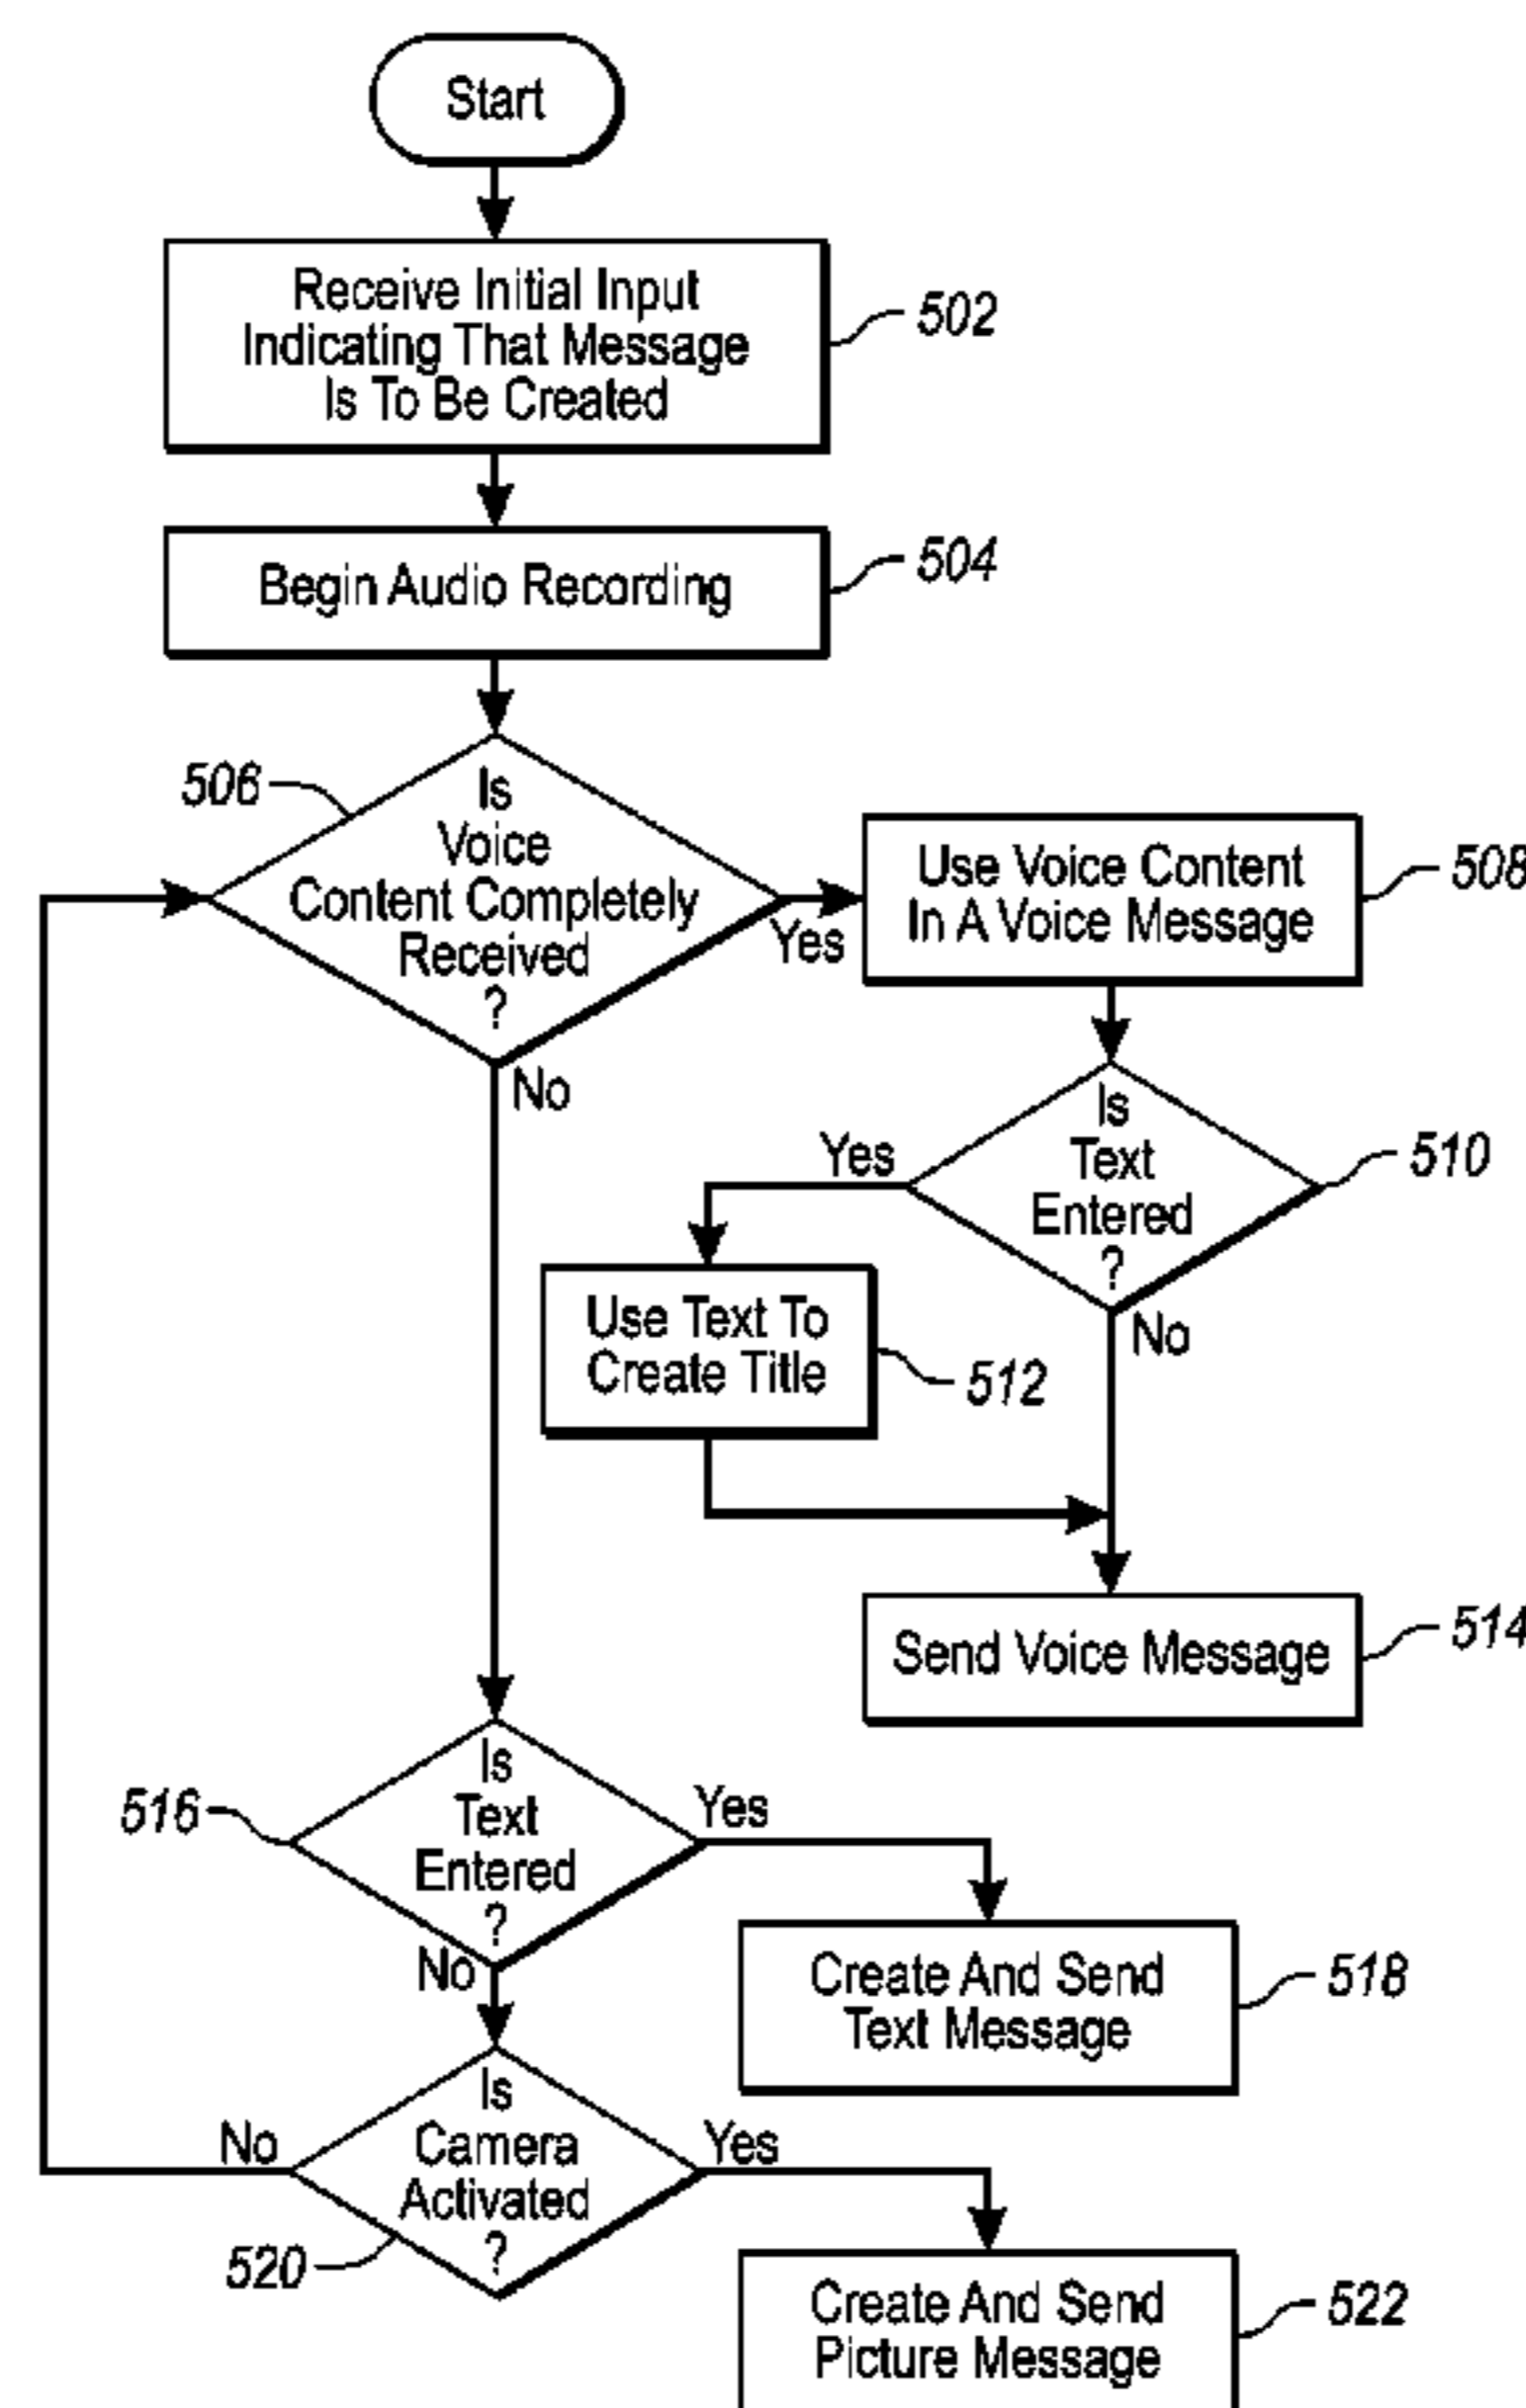 Start
Receive Initial Input
Indicating That Message
Is To Be Created
502
Begin Audio Recording
504
506
Is
Voice
Content Completely
Received
?
Yes
No
Use Voice Content
In A Voice Message
508
Is
Text
Entered
?
510
Yes
No
Use Text To
Create Title
512
Send Voice Message
514
516
Is
Text
Entered
?
Yes
No
Create And Send
Text Message
518
Is
Camera
Activated
?
No
Yes
520
Create And Send
Picture Message
522